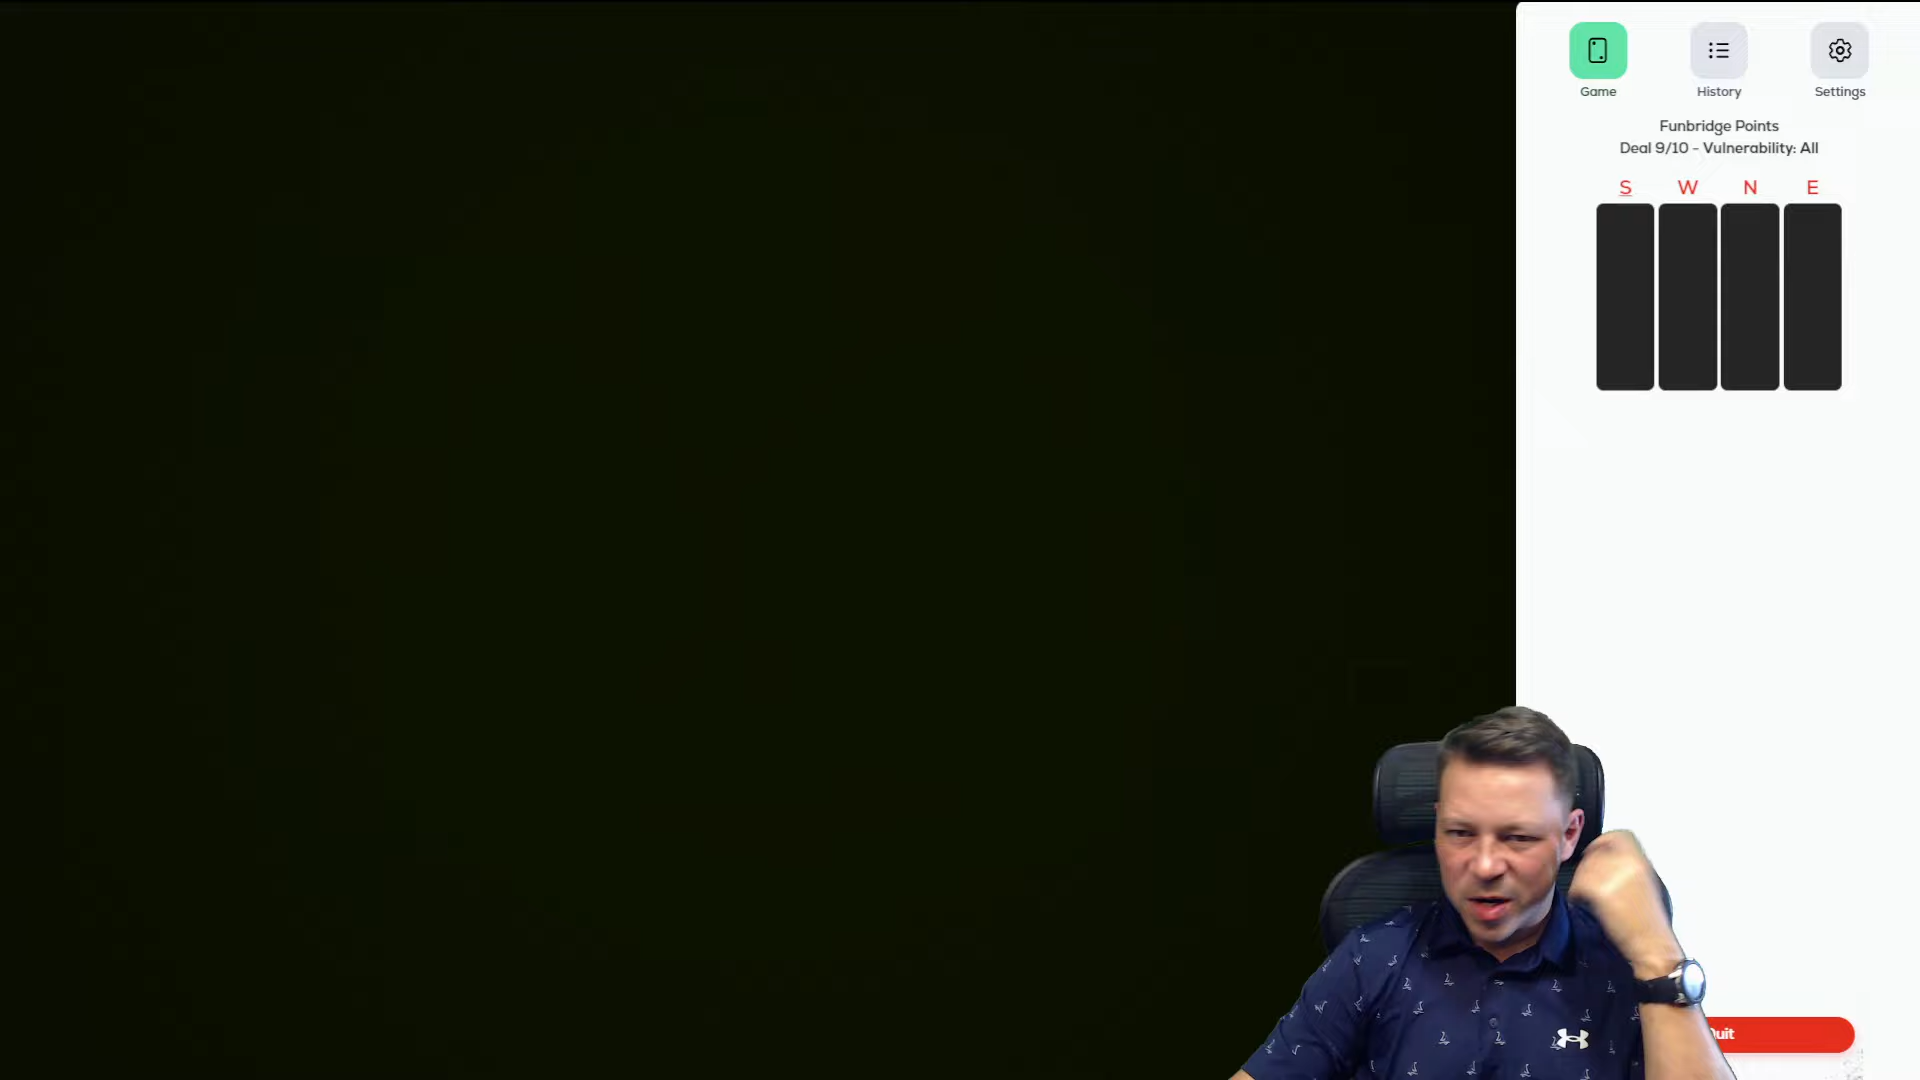 Game
History
Settings
Funbridge Points
Deal 9/10 - Vulnerability: All
S W N E